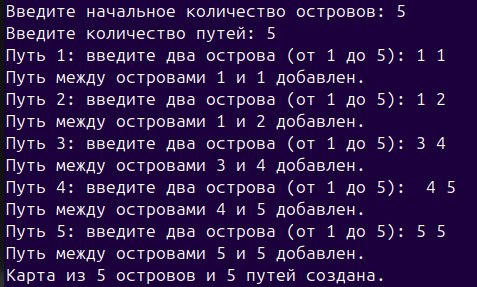 Введите начальное количество островов: 5
Введите количество путей: 5
Путь 1: введите два острова (от 1 до 5): 1 1
Путь между островами 1 и 1 добавлен.
Путь 2: введите два острова (от 1 до 5): 1 2
Путь между островами 1 и 2 добавлен.
Путь 3: введите два острова (от 1 до 5): 3 4
Путь между островами 3 и 4 добавлен.
Путь 4: введите два острова (от 1 до 5):  4 5
Путь между островами 4 и 5 добавлен.
Путь 5: введите два острова (от 1 до 5): 5 5
Путь между островами 5 и 5 добавлен.
Карта из 5 островов и 5 путей создана.